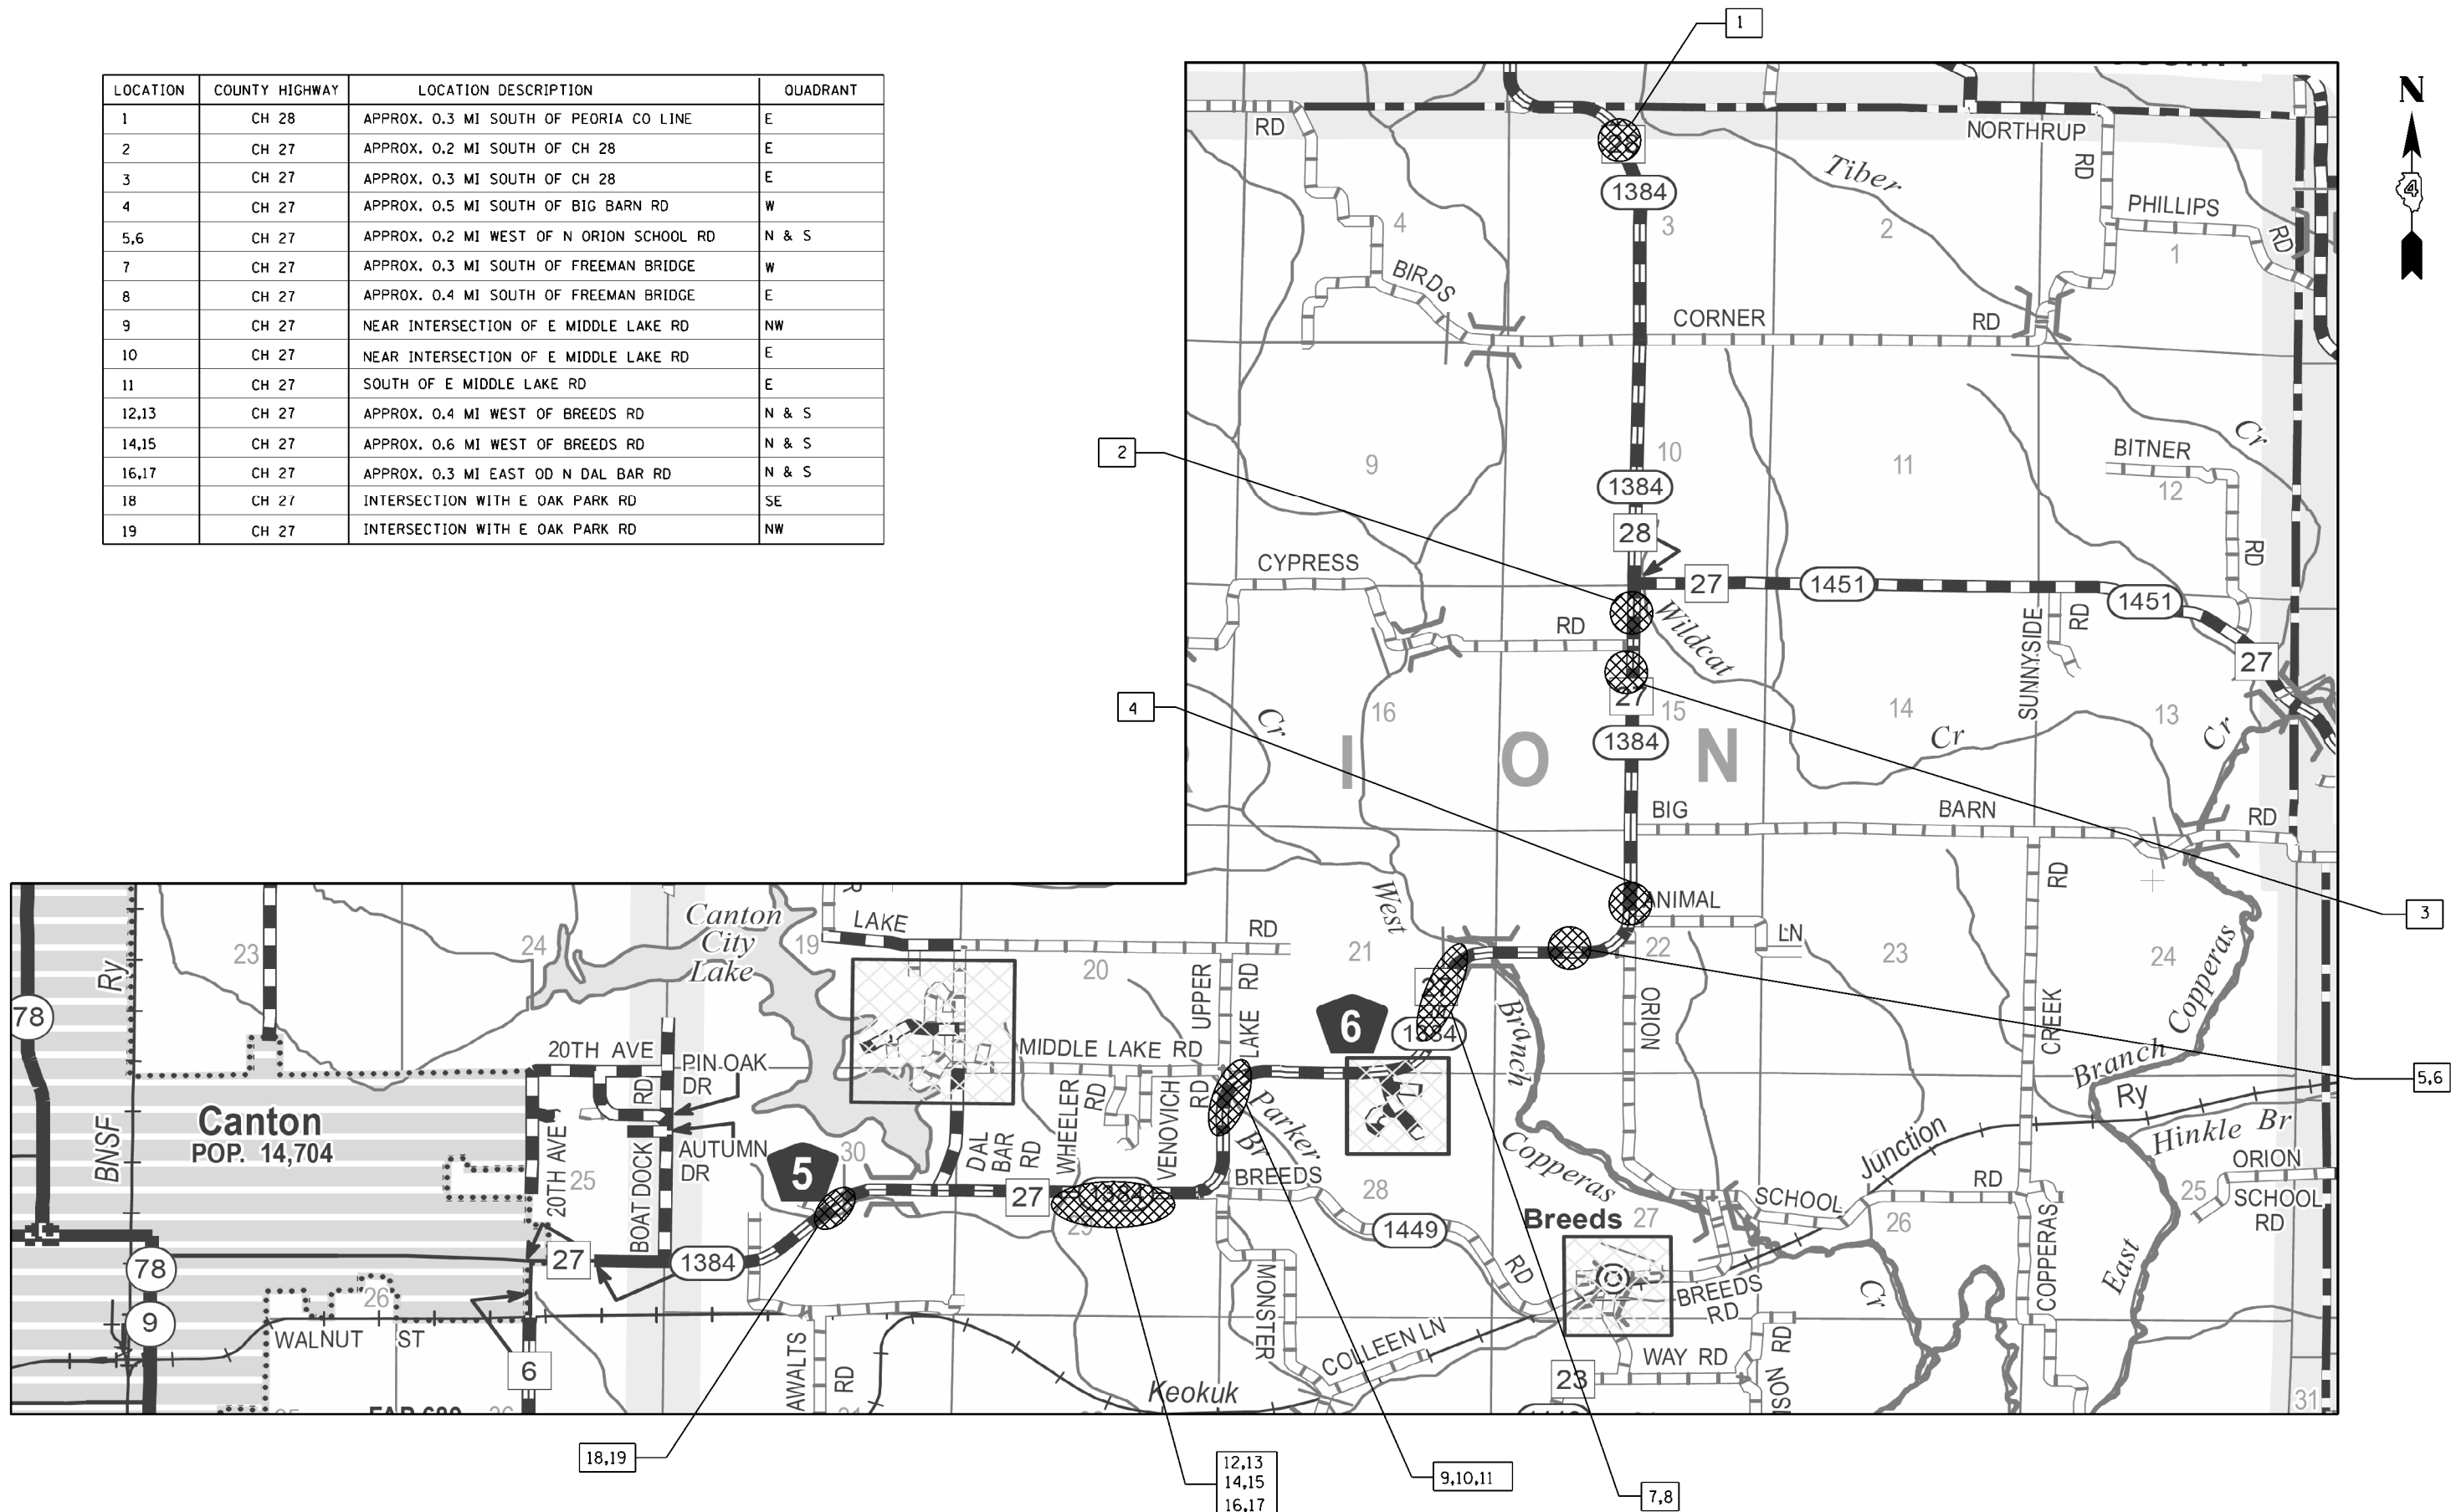 LOCATION COUNTY HIGHWAY LOCATION DESCRIPTION QUADRANT
1 CH 28 APPROX. 0.3 MI SOUTH OF PEORIA CO LINE E
2 CH 27 APPROX. 0.2 MI SOUTH OF CH 28 E
3 CH 27 APPROX. 0.3 MI SOUTH OF CH 28 E
4 CH 27 APPROX. 0.5 MI SOUTH OF BIG BARN RD W
5,6 CH 27 APPROX. 0.2 MI WEST OF N ORION SCHOOL RD N & S
7 CH 27 APPROX. 0.3 MI SOUTH OF FREEMAN BRIDGE W
8 CH 27 APPROX. 0.4 MI SOUTH OF FREEMAN BRIDGE E
9 CH 27 NEAR INTERSECTION OF E MIDDLE LAKE RD NW
10 CH 27 NEAR INTERSECTION OF E MIDDLE LAKE RD E
11 CH 27 SOUTH OF E MIDDLE LAKE RD E
12,13 CH 27 APPROX. 0.4 MI WEST OF BREEDS RD N & S
14,15 CH 27 APPROX. 0.6 MI WEST OF BREEDS RD N & S
16,17 CH 27 APPROX. 0.3 MI EAST OD N DAL BAR RD N & S
18 CH 27 INTERSECTION WITH E OAK PARK RD SE
19 CH 27 INTERSECTION WITH E OAK PARK RD NW
1
N
4
RD
NORTHRUP
RD
Tiber
1384
PHILLIPS
RD
4
3
2
1
BIRDS
CORNER
RD
Cr
2
9
10
11
BITNER
12
RD
1384
28
CYPRESS
RD
27
1451
1451
Wildcat
SUNNYSIDE
RD
27
27
4
Cr
16
15
14
13
Cr
Cr
1384
I O N
BIG
BARN
RD
West
ANIMAL
LN
RD
3
Canton
City
Lake
LAKE
RD
23
24
19
20
21
22
23
24
Ry
78
UPPER
LAKE RD
6
1384
Branch
ORION
CREEK
Copperas
Branch
5,6
20TH AVE
PIN OAK
DR
RD
MIDDLE LAKE RD
Canton
POP. 14,704
BNSF
20TH AVE
25
BOAT DOCK
AUTUMN
DR
5
30
DAL
BAR
RD
WHEELER
RD
VENOVICH
RD
Parker
Br
Copperas
Junction
Ry
Hinkle Br
27
1384
29
BREEDS
28
1449
RD
Breeds
27
SCHOOL
RD
26
25
ORION
SCHOOL
RD
27
1384
78
9
26
WALNUT ST
6
AWALTS
RD
MONSTER
COLLEEN LN
Keokuk
BREEDS
RD
WAY RD
23
Cr
COPPERAS
East
31
18,19
12,13
14,15
16,17
9,10,11
7,8